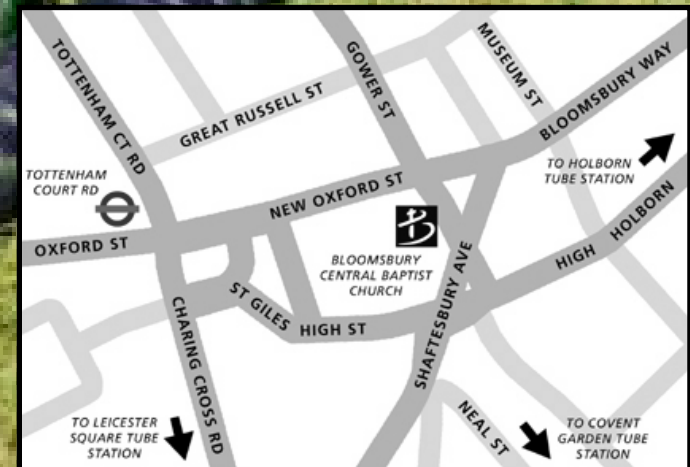 TOTTENHAM CT RD
GREAT RUSSELL ST
GOWER ST
MUSEUM ST
BLOOMSBURY WAY
TOTTENHAM
COURT RD
TO HOLBORN
TUBE STATION
NEW OXFORD ST
OXFORD ST
BLOOMSBURY
CENTRAL BAPTIST
CHURCH
HIGH HOLBORN
ST GILES HIGH ST
SHAFTESBURY AVE
CHARING CROSS RD
TO LEICESTER
SQUARE TUBE
STATION
NEAL ST
TO COVENT
GARDEN TUBE
STATION